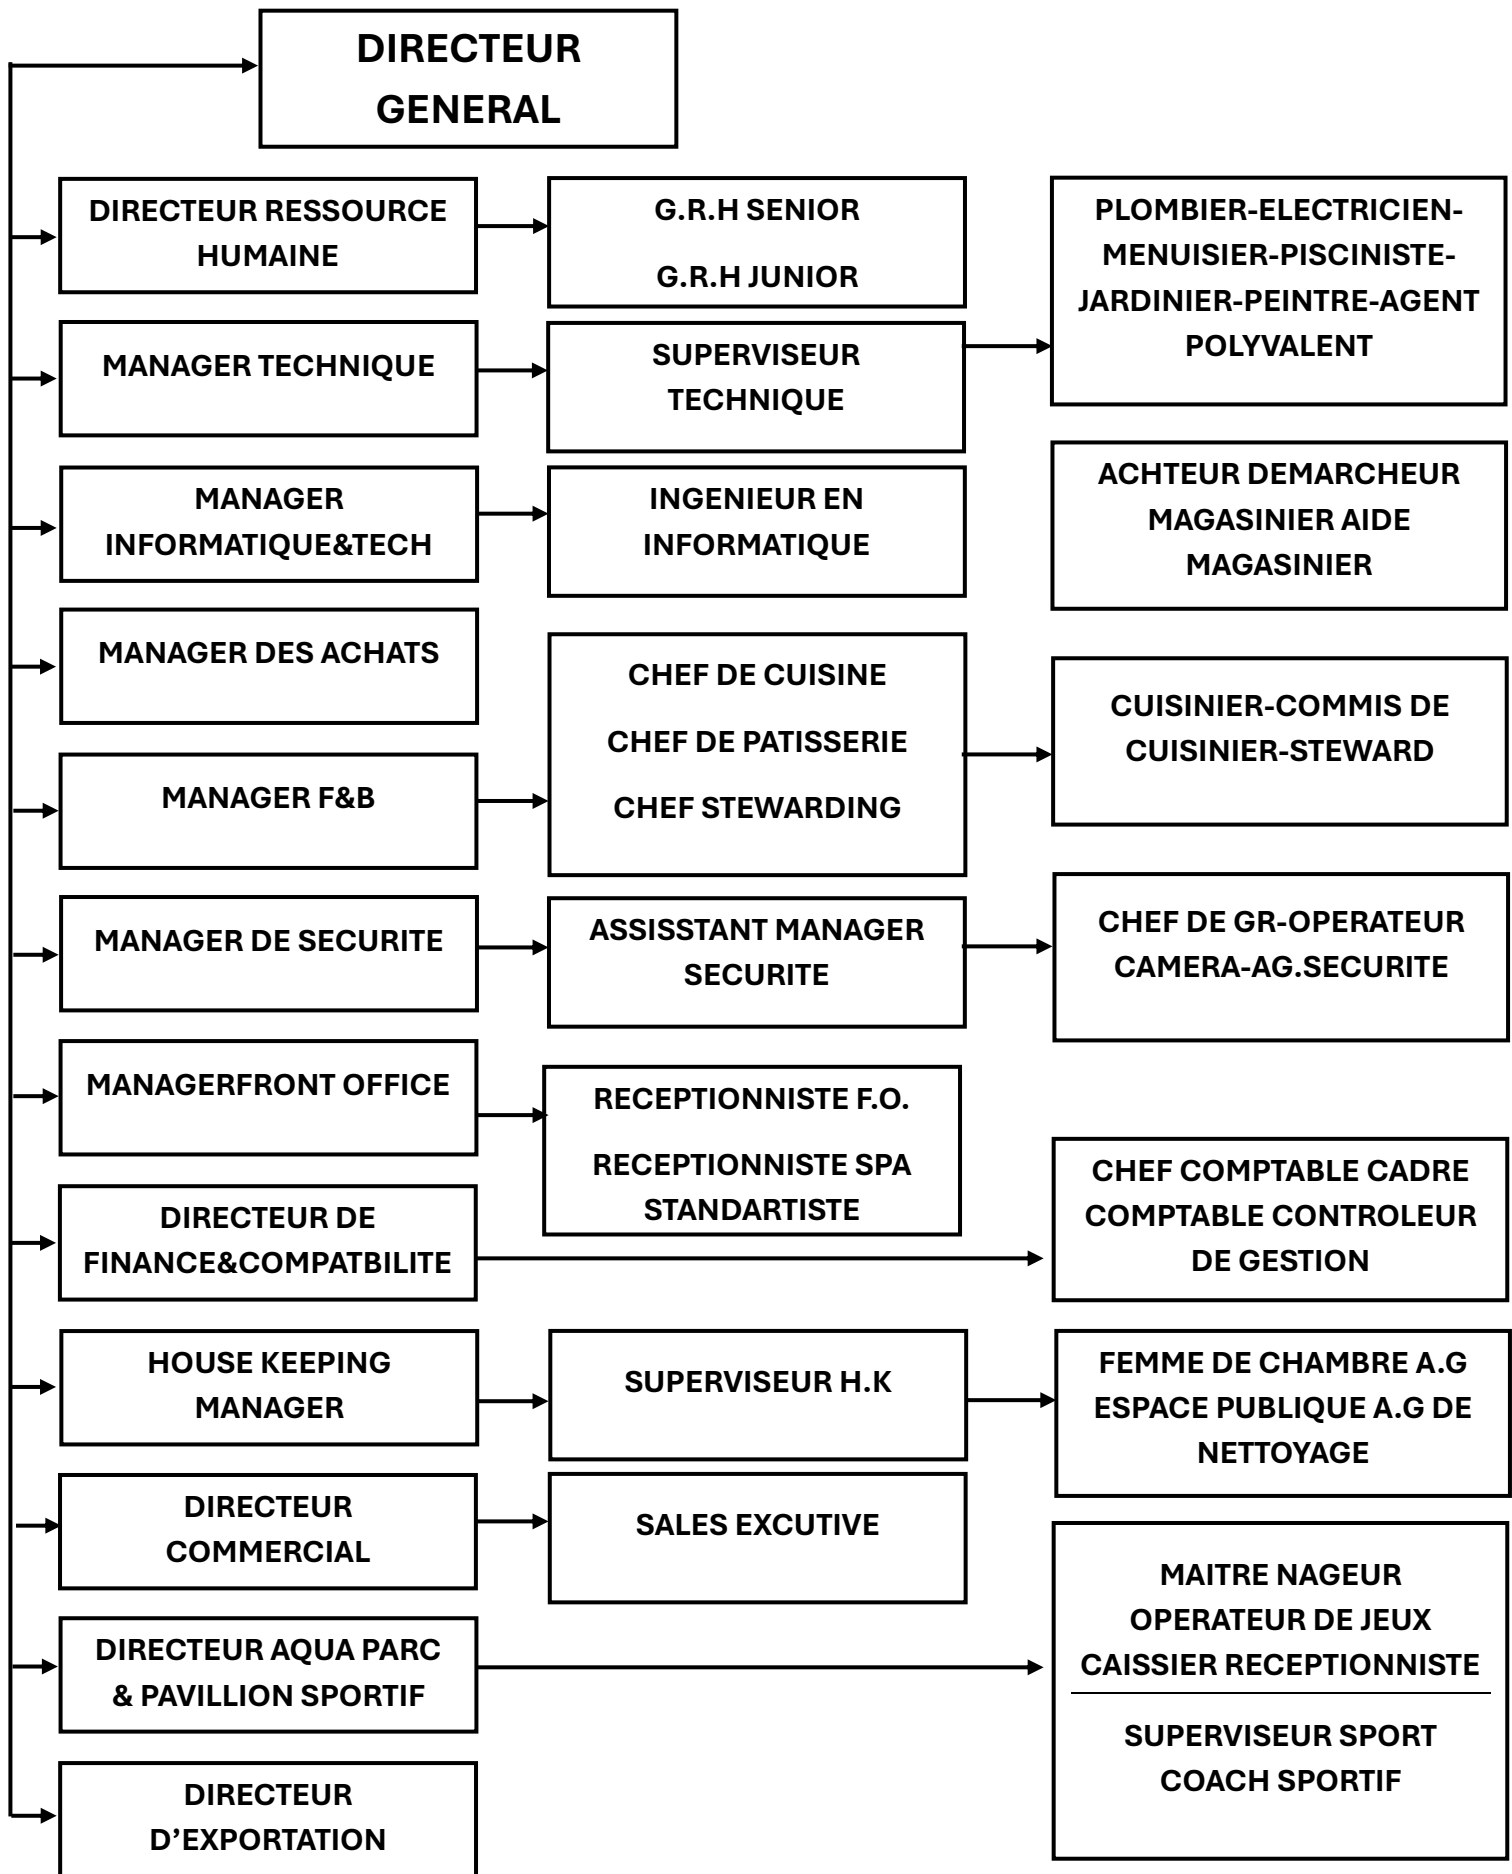 DIRECTEUR
GENERAL
DIRECTEUR RESSOURCE
HUMAINE
G.R.H SENIOR
G.R.H JUNIOR
PLOMBIER-ELECTRICIEN-
MENUISIER-PISCINISTE-
JARDINIER-PEINTRE-AGENT
POLYVALENT
MANAGER TECHNIQUE
SUPERVISEUR
TECHNIQUE
MANAGER
INFORMATIQUE&TECH
INGENIEUR EN
INFORMATIQUE
ACHTEUR DEMARCHEUR
MAGASINIER AIDE
MAGASINIER
MANAGER DES ACHATS
MANAGER F&B
CHEF DE CUISINE
CHEF DE PATISSERIE
CHEF STEWARDING
CUISINIER-COMMIS DE
CUISINIER-STEWARD
MANAGER DE SECURITE
ASSISSTANT MANAGER
SECURITE
CHEF DE GR-OPERATEUR
CAMERA-AG.SECURITE
MANAGERFRONT OFFICE
RECEPTIONNISTE F.O.
RECEPTIONNISTE SPA
STANDARTISTE
DIRECTEUR DE
FINANCE&COMPATBILITE
CHEF COMPTABLE CADRE
COMPTABLE CONTROLEUR
DE GESTION
HOUSE KEEPING
MANAGER
SUPERVISEUR H.K
FEMME DE CHAMBRE A.G
ESPACE PUBLIQUE A.G DE
NETTOYAGE
DIRECTEUR
COMMERCIAL
SALES EXCUTIVE
DIRECTEUR AQUA PARC
& PAVILLION SPORTIF
MAITRE NAGEUR
OPERATEUR DE JEUX
CAISSIER RECEPTIONNISTE
SUPERVISEUR SPORT
COACH SPORTIF
DIRECTEUR
D’EXPORTATION